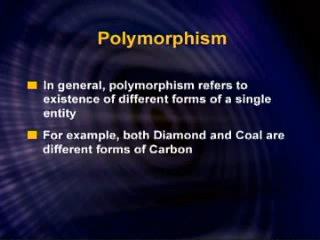 Polymorphism
In general, polymorphism refers to
existence of different forms of a single
entity
For example, both Diamond and Coal are
different forms of Carbon